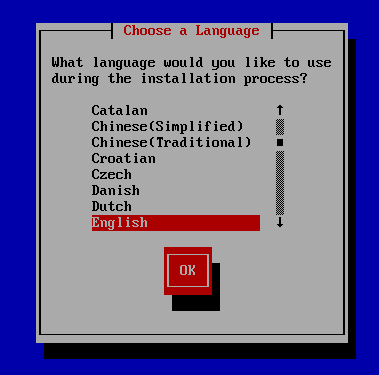 Choose a Language
What language would you like to use
during the installation process?
Catalan
Chinese(Simplified)
Chinese(Traditional)
Croatian
Czech
Danish
Dutch
English
OK